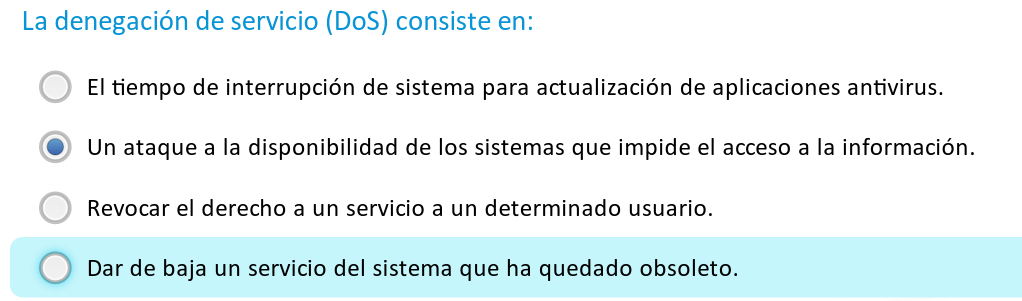 La denegación de servicio (DoS) consiste en:
El tiempo de interrupción de sistema para actualización de aplicaciones antivirus.
Un ataque a la disponibilidad de los sistemas que impide el acceso a la información.
Revocar el derecho a un servicio a un determinado usuario.
Dar de baja un servicio del sistema que ha quedado obsoleto.